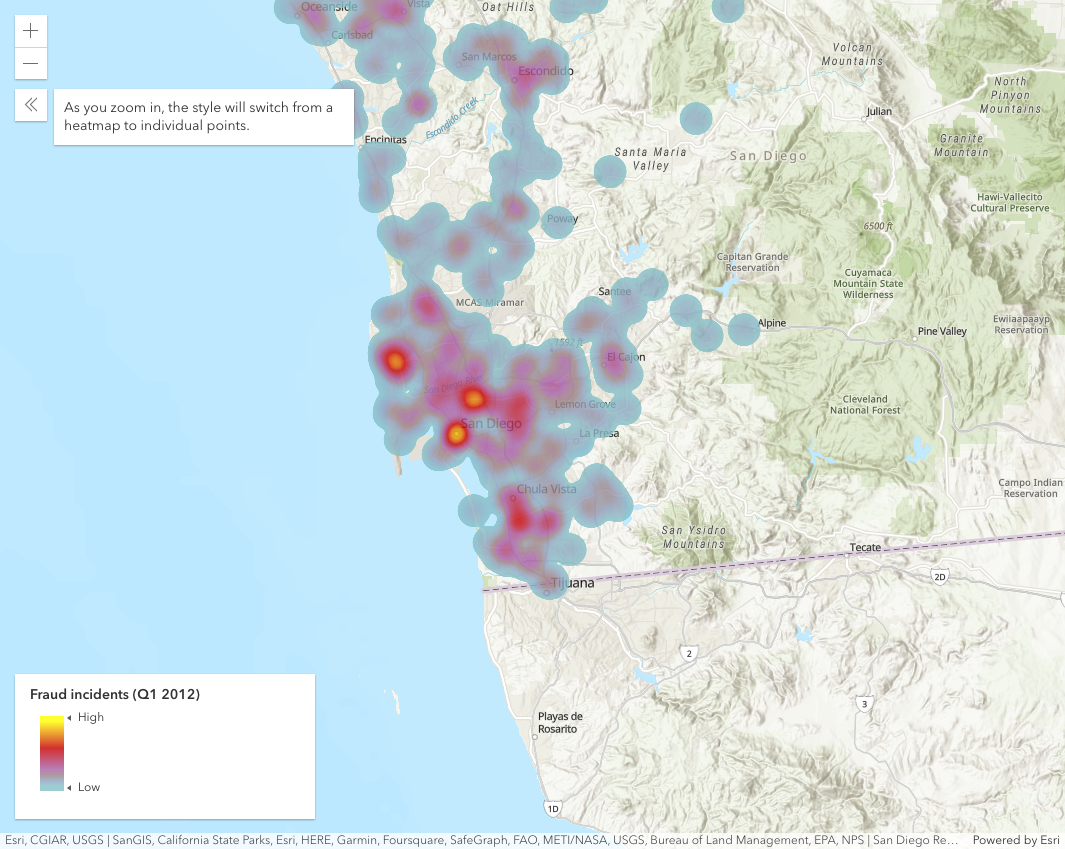 Oceanside
Vista
Oat Hills
Carlsbad
San Marcos
Escondido
Volcan
Mountains
North
Pinyon
Mountains
As you zoom in, the style will switch from a
heatmap to individual points.
Escondido Creek
Julian
Encinitas
Santa Maria
Valley
San Diego
Granite
Mountain
Hawi-Vallecito
Cultural Preserve
Poway
6500 ft
Capitan Grande
Reservation
Cuyamaca
Mountain State
Wilderness
Santee
MCAS Miramar
Alpine
Pine Valley
Ewiiaapaayp
Reservation
1592 ft
El Cajon
Lemon Grove
Cleveland
National Forest
San Diego
La Presa
Chula Vista
Campo Indian
Reservation
San Ysidro
Mountains
Tecate
2D
Tijuana
2
3
Playas de
Rosarito
1D
Fraud incidents (Q1 2012)
High
Low
Esri, CGIAR, USGS | SanGIS, California State Parks, Esri, HERE, Garmin, Foursquare, SafeGraph, FAO, METI/NASA, USGS, Bureau of Land Management, EPA, NPS | San Diego Re…
Powered by Esri